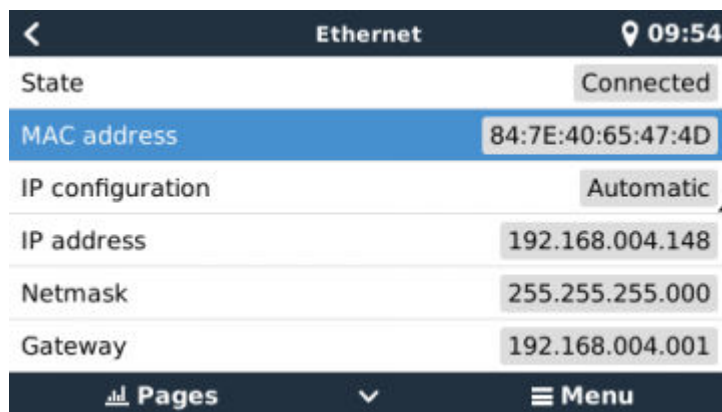 Ethernet 09:54
State Connected
MAC address 84:7E:40:65:47:4D
IP configuration Automatic
IP address 192.168.004.148
Netmask 255.255.255.000
Gateway 192.168.004.001
Pages Menu